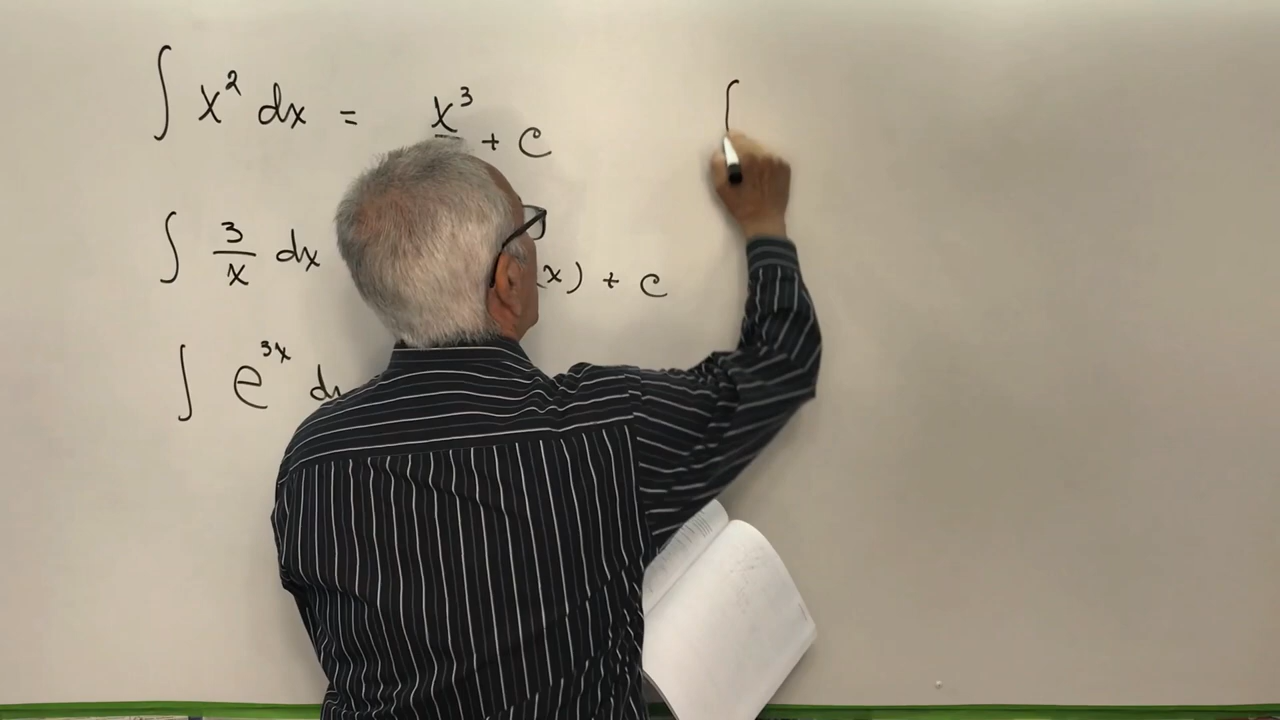 ∫ x² dx = x³ + c
∫ 3/x dx x) + c
∫ e³ˣ
∫